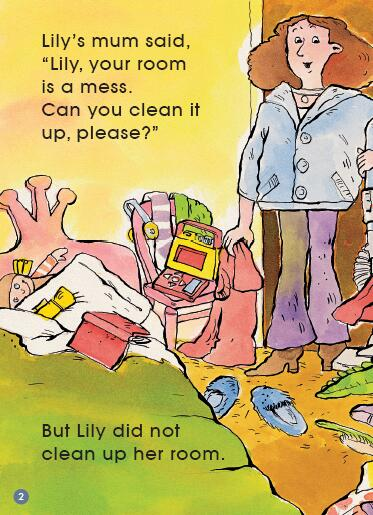 Lily’s mum said,
“Lily, your room
is a mess.
Can you clean it
up, please?”
But Lily did not
clean up her room.
2